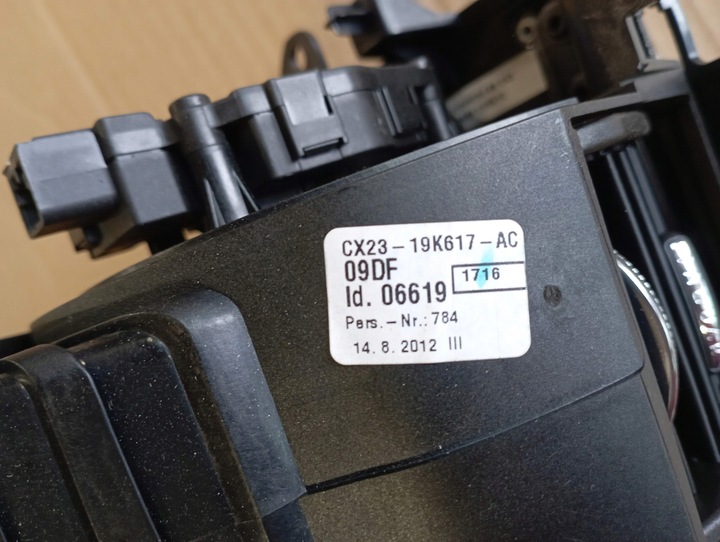 CX23-19K617-AC
09DF
1716
Id. 06619
Pers.-Nr.: 784
14. 8. 2012 III